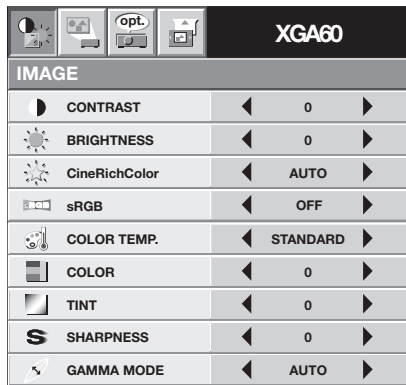 opt. XGA60
IMAGE
CONTRAST 0
BRIGHTNESS 0
CineRichColor AUTO
sRGB OFF
COLOR TEMP. STANDARD
COLOR 0
TINT 0
S SHARPNESS 0
GAMMA MODE AUTO